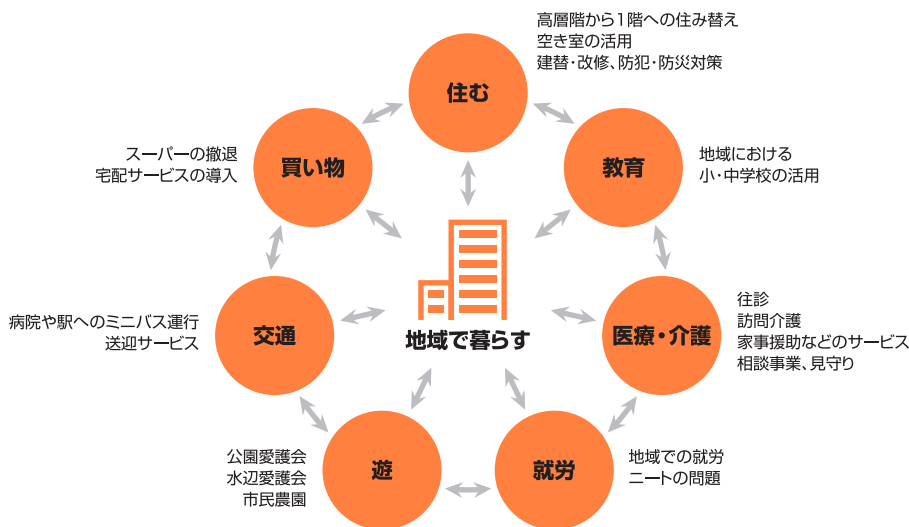 高層階から1階への住み替え
空き室の活用
建替・改修、防犯・防災対策
住む
スーパーの撤退
宅配サービスの導入
買い物
教育
地域における
小・中学校の活用
病院や駅へのミニバス運行
送迎サービス
交通
地域で暮らす
医療・介護
往診
訪問介護
家事援助などのサービス
相談事業、見守り
公園愛護会
水辺愛護会
市民農園
遊
就労
地域での就労
ニートの問題